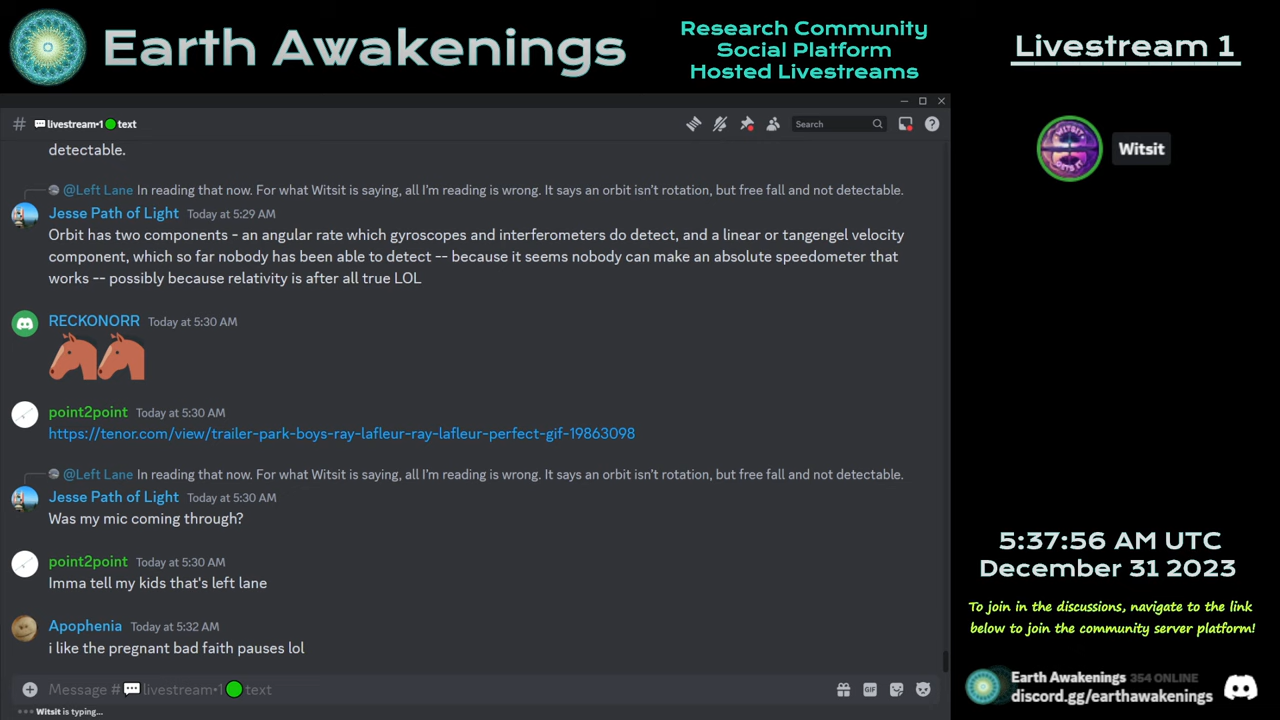 Earth Awakenings
Research Community
Social Platform
Hosted Livestreams
Livestream 1
# livestream•1 text
Search
Witsit
detectable.
@Left Lane In reading that now. For what Witsit is saying, all I'm reading is wrong. It says an orbit isn't rotation, but free fall and not detectable.
Jesse Path of Light Today at 5:29 AM
Orbit has two components - an angular rate which gyroscopes and interferometers do detect, and a linear or tangengel velocity
component, which so far nobody has been able to detect -- because it seems nobody can make an absolute speedometer that
works -- possibly because relativity is after all true LOL
RECKONORR Today at 5:30 AM
point2point Today at 5:30 AM
https://tenor.com/view/trailer-park-boys-ray-lafleur-ray-lafleur-perfect-gif-19863098
@Left Lane In reading that now. For what Witsit is saying, all I'm reading is wrong. It says an orbit isn't rotation, but free fall and not detectable.
Jesse Path of Light Today at 5:30 AM
Was my mic coming through?
point2point Today at 5:30 AM
Imma tell my kids that's left lane
Apophenia Today at 5:32 AM
i like the pregnant bad faith pauses lol
Message # livestream•1 text
GIF
Witsit is typing...
5:37:56 AM UTC
December 31 2023
To join in the discussions, navigate to the link
below to join the community server platform!
Earth Awakenings 354 ONLINE
discord.gg/earthawakenings